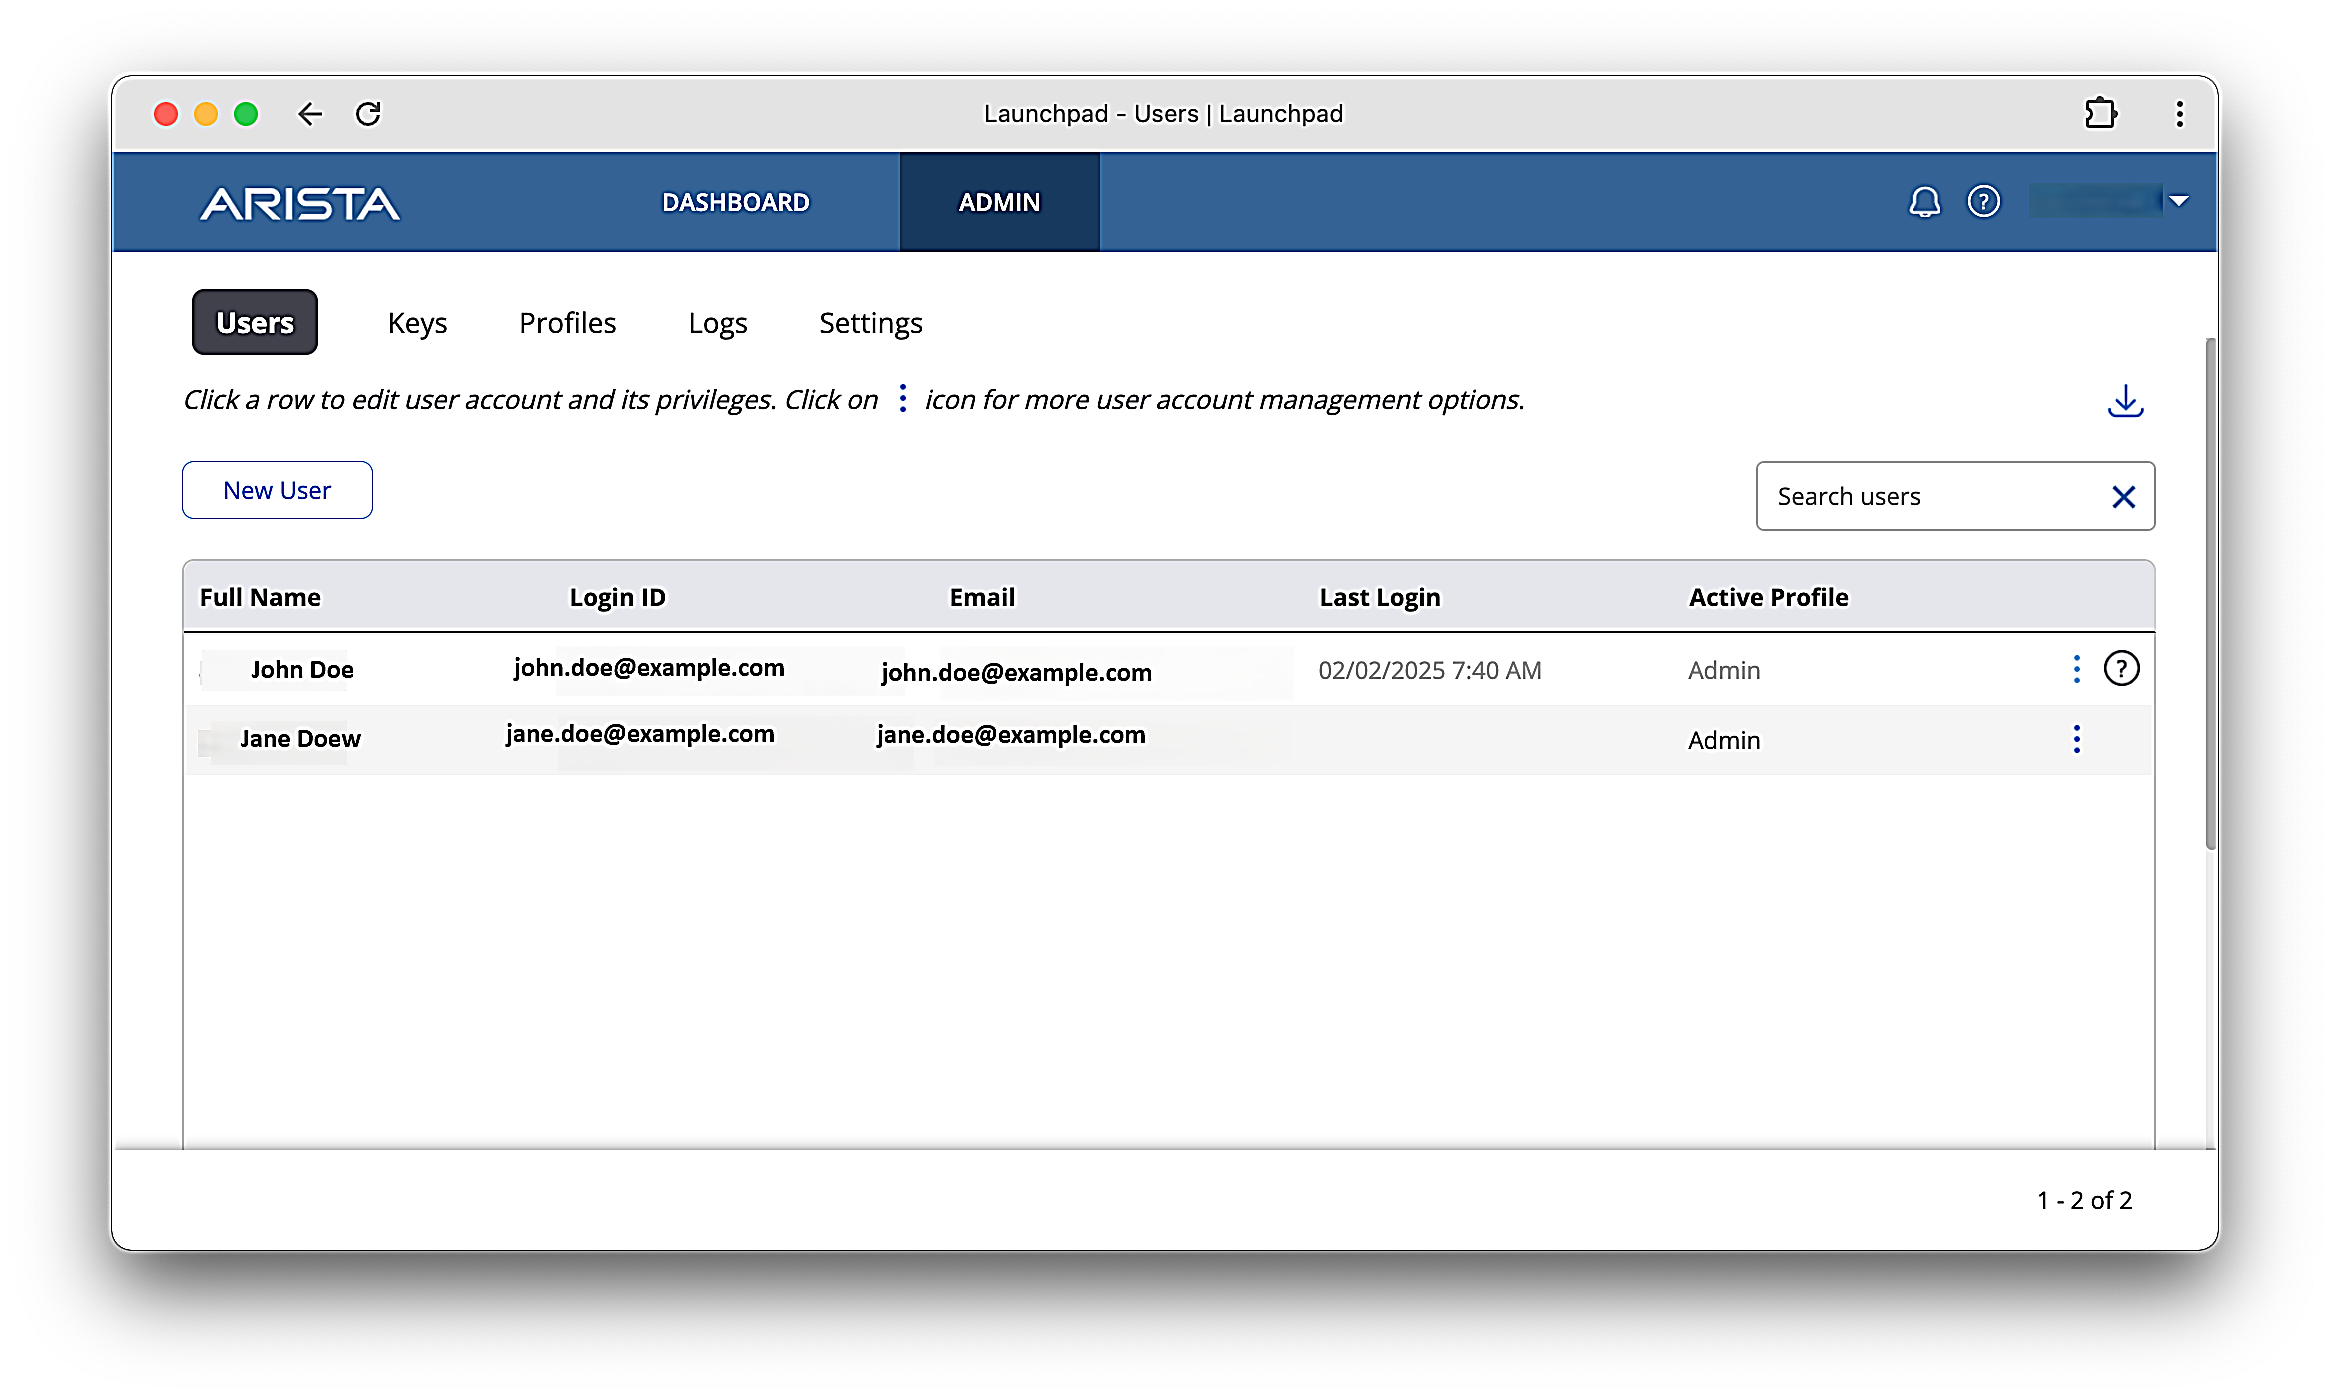 Launchpad - Users | Launchpad
ARISTA DASHBOARD ADMIN
Users Keys Profiles Logs Settings
Click a row to edit user account and its privileges. Click on icon for more user account management options.
New User Search users
Full Name Login ID Email Last Login Active Profile
John Doe john.doe@example.com john.doe@example.com 02/02/2025 7:40 AM Admin
Jane Doew jane.doe@example.com jane.doe@example.com Admin
1 - 2 of 2